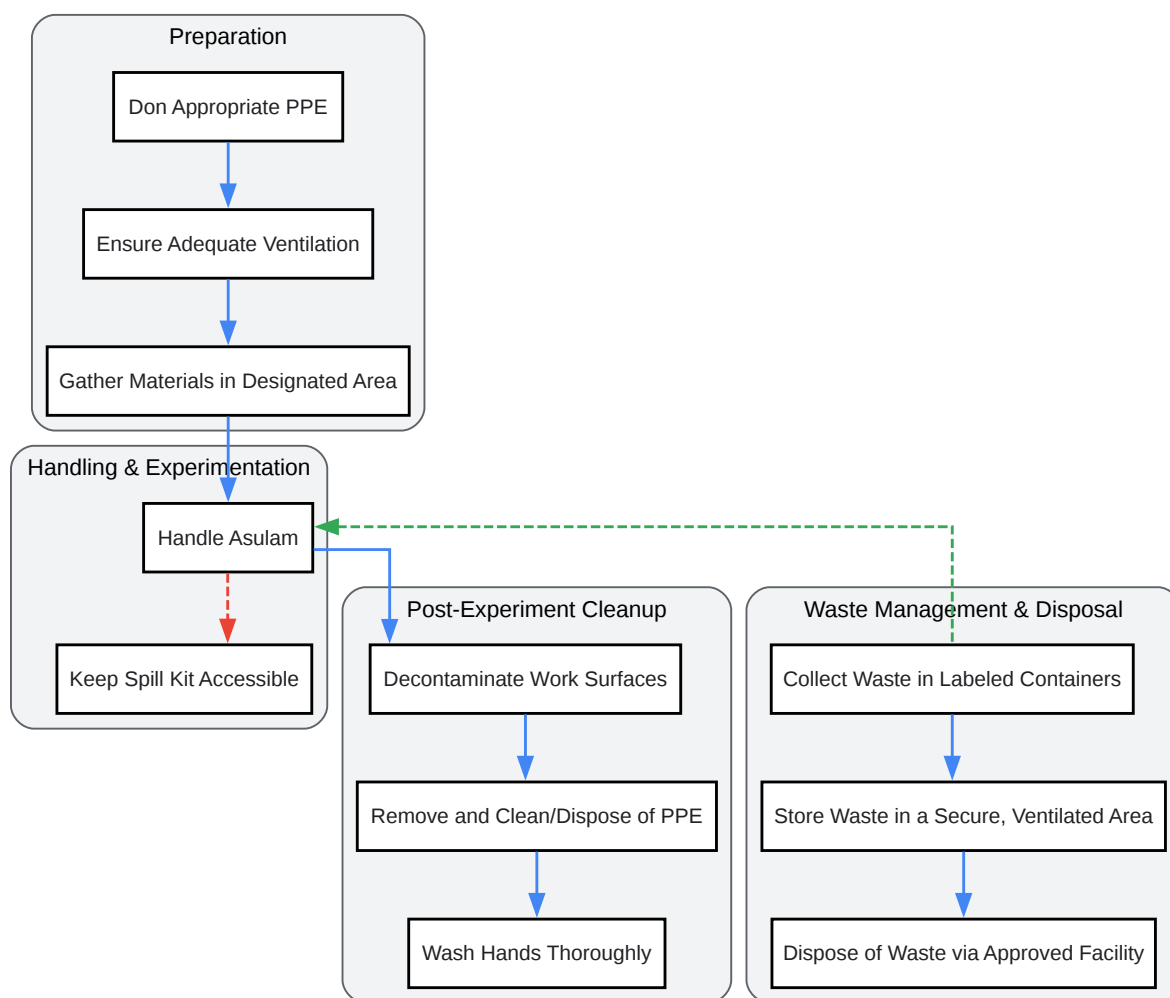 Preparation
Don Appropriate PPE
Ensure Adequate Ventilation
Gather Materials in Designated Area
Handling & Experimentation
Handle Asulam
Keep Spill Kit Accessible
Post-Experiment Cleanup
Decontaminate Work Surfaces
Remove and Clean/Dispose of PPE
Wash Hands Thoroughly
Waste Management & Disposal
Collect Waste in Labeled Containers
Store Waste in a Secure, Ventilated Area
Dispose of Waste via Approved Facility